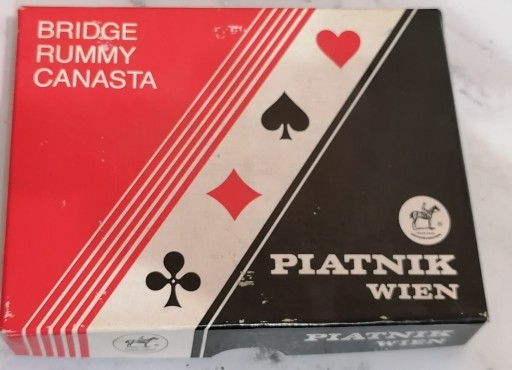 BRIDGE
RUMMY
CANASTA
PIATNIK
WIEN
PIATNIK
WIEN